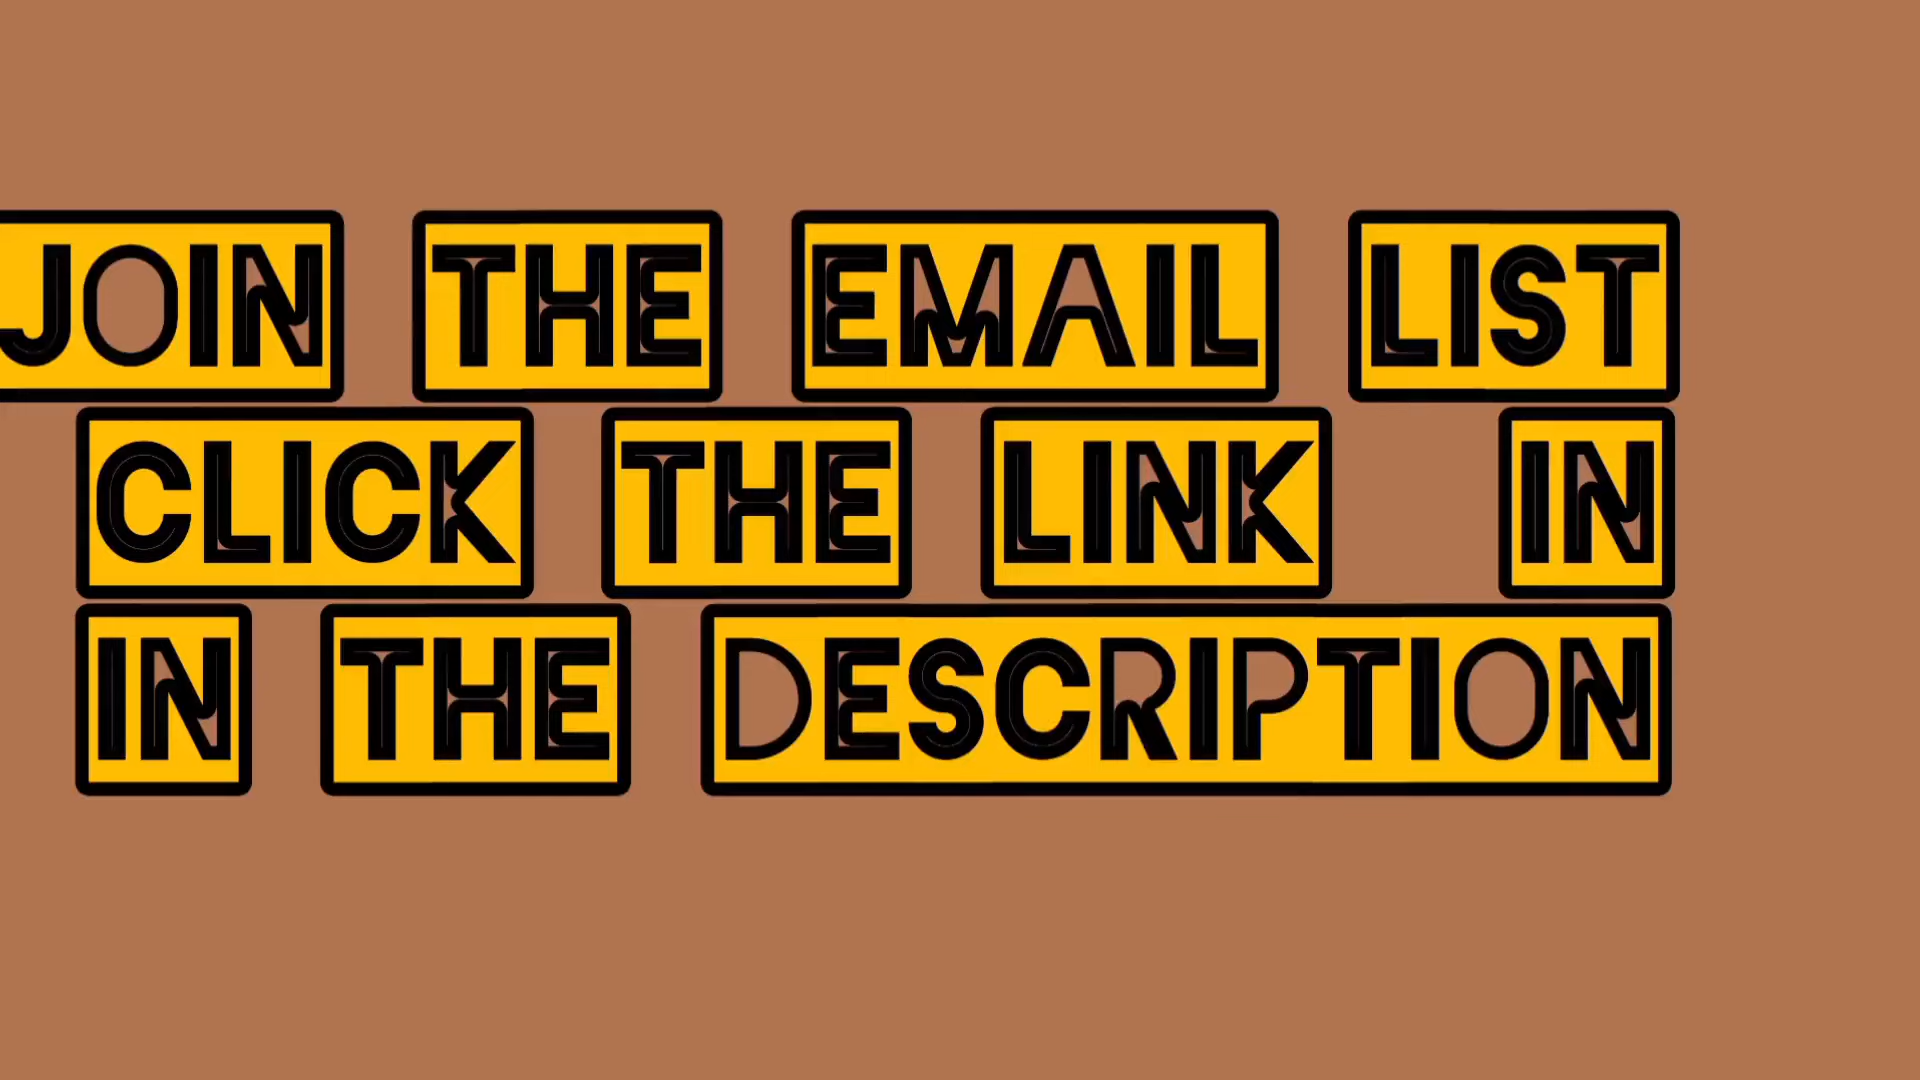 JOIN THE EMAIL LIST
CLICK THE LINK IN
IN THE DESCRIPTION